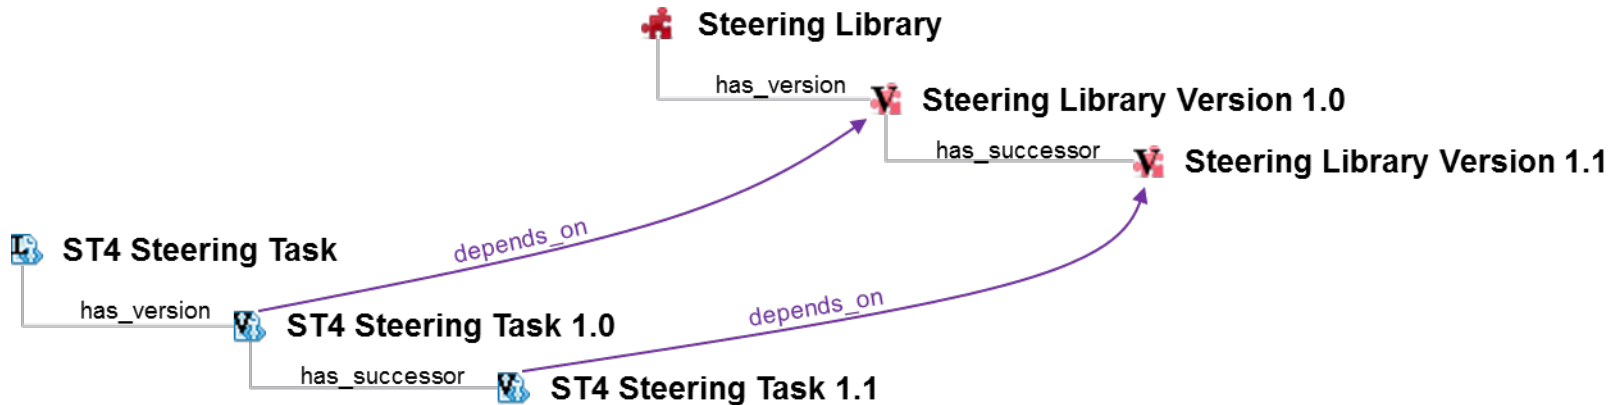 Steering Library
has_version
Steering Library Version 1.0
has_successor
Steering Library Version 1.1
depends_on
ST4 Steering Task
depends_on
has_version
ST4 Steering Task 1.0
has_successor
ST4 Steering Task 1.1